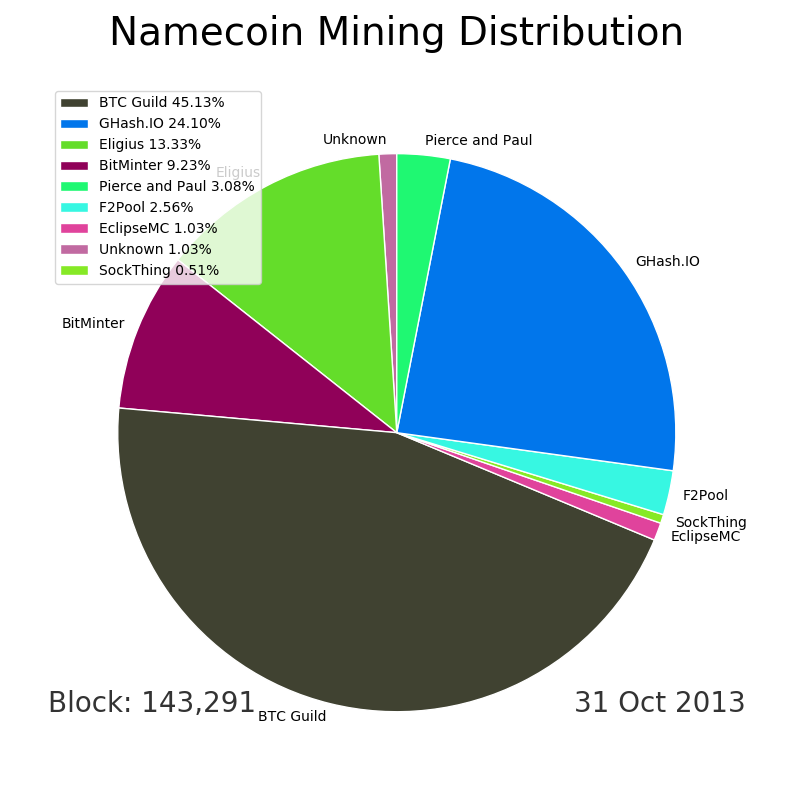 Namecoin Mining Distribution
BTC Guild 45.13%
GHash.IO 24.10%
Eligius 13.33%
BitMinter 9.23%
Pierce and Paul 3.08%
F2Pool 2.56%
EclipseMC 1.03%
Unknown 1.03%
SockThing 0.51%
Unknown
Pierce and Paul
Eligius
GHash.IO
BitMinter
F2Pool
SockThing
EclipseMC
BTC Guild
Block: 143,291
31 Oct 2013